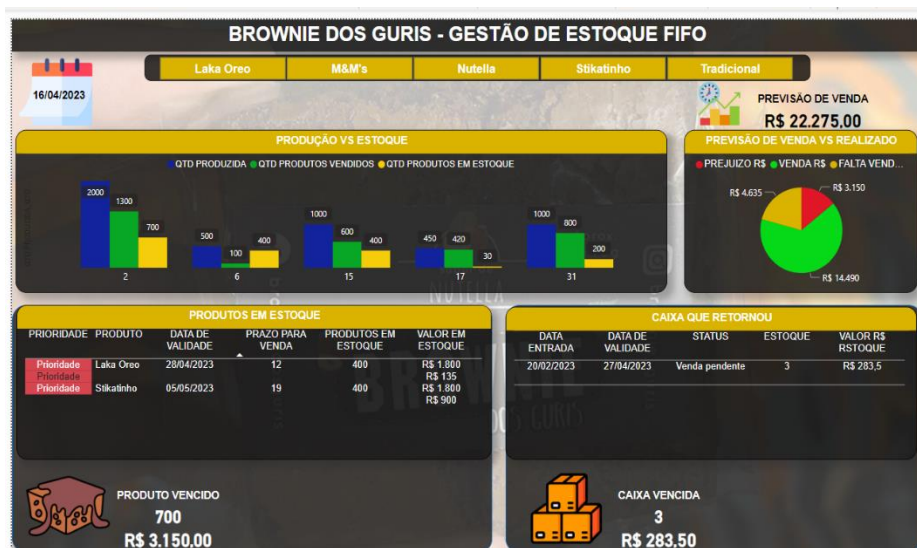 BROWNIE DOS GURIS - GESTÃO DE ESTOQUE FIFO
Laka Oreo M&M's Nutella Stikatinho Tradicional
16/04/2023
PREVISÃO DE VENDA
R$ 22.275,00
PRODUÇÃO VS ESTOQUE
QTD PRODUZIDA QTD PRODUTOS VENDIDOS QTD PRODUTOS EM ESTOQUE
2000 1300 700
500 100 400
1000 600 400
450 420 30
1000 800 200
2 6 15 17 31
PREVISÃO DE VENDA VS REALIZADO
PREJUIZO R$ VENDA R$ FALTA VEND...
R$ 4.635
R$ 3.150
R$ 14.490
NUTELLA
PRODUTOS EM ESTOQUE
PRIORIDADE PRODUTO DATA DE VALIDADE PRAZO PARA VENDA PRODUTOS EM ESTOQUE VALOR EM ESTOQUE
Prioridade Laka Oreo 28/04/2023 12 400 R$ 1.800
Prioridade R$ 135
Prioridade Stikatinho 05/05/2023 19 400 R$ 1.800
R$ 900
CAIXA QUE RETORNOU
DATA ENTRADA DATA DE VALIDADE STATUS ESTOQUE VALOR R$ RSTOQUE
20/02/2023 27/04/2023 Venda pendente 3 R$ 283,5
BROWNIE
DOS GURIS
PRODUTO VENCIDO
700
R$ 3.150,00
CAIXA VENCIDA
3
R$ 283,50